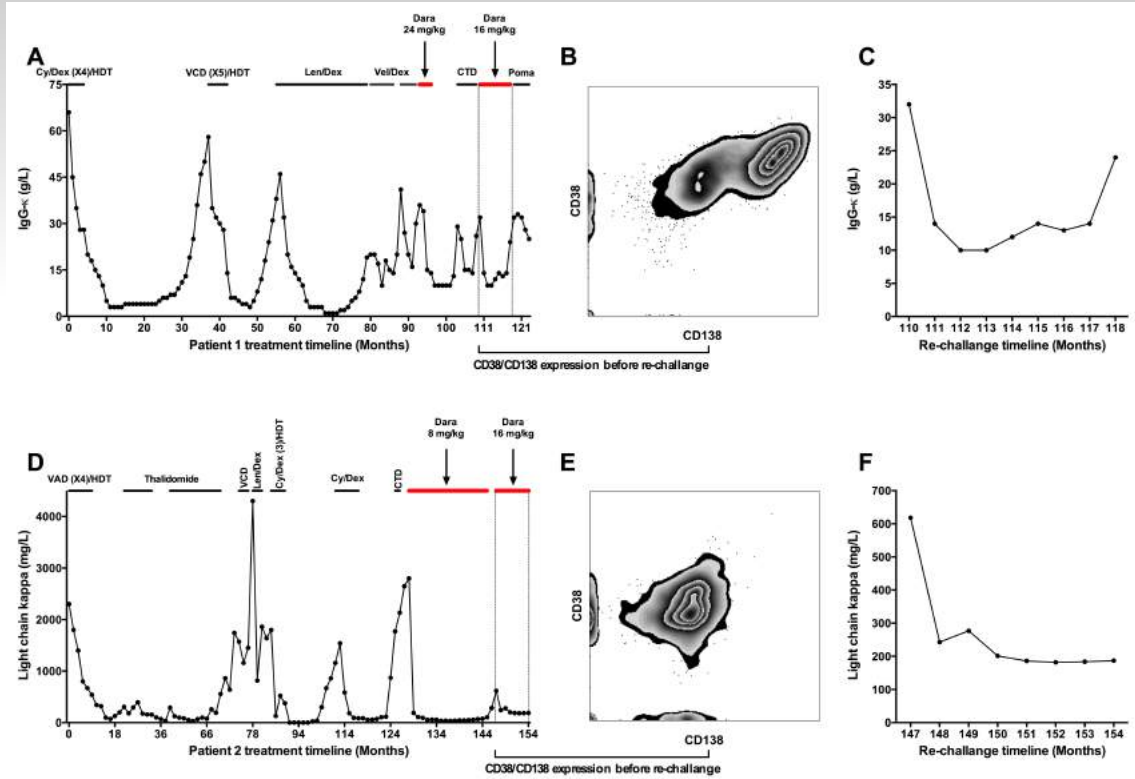 Dara
24 mg/kg
Dara
16 mg/kg
A
B
C
Cy/Dex (X4)/HDT
VCD (X5)/HDT
Len/Dex
Vel/Dex
CTD
Poma
75
60
45
30
15
0
IgG-κ (g/L)
0 10 20 30 40 50 60 70 80 90 100 111 121
Patient 1 treatment timeline (Months)
CD38
CD138
CD38/CD138 expression before re-challange
35
30
25
20
15
10
5
0
IgG-κ (g/L)
110 111 112 113 114 115 116 117 118
Re-challange timeline (Months)
Dara
8 mg/kg
Dara
16 mg/kg
D
E
F
VAD (X4)/HDT
Thalidomide
VCD
Len/Dex
Cy/Dex (3)/HDT
Cy/Dex
CTD
4000
3000
2000
1000
0
Light chain kappa (mg/L)
0 18 36 66 78 94 114 134 144 154
Patient 2 treatment timeline (Months)
CD38
CD138
CD38/CD138 expression before re-challange
700
600
500
400
300
200
100
0
Light chain kappa (mg/L)
147 148 149 150 151 152 153 154
Re-challange timeline (Months)